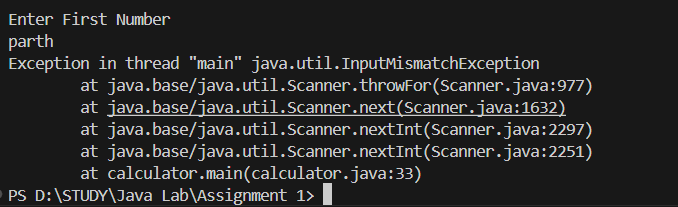 Enter First Number
parth
Exception in thread "main" java.util.InputMismatchException
at java.base/java.util.Scanner.throwFor(Scanner.java:977)
at java.base/java.util.Scanner.next(Scanner.java:1632)
at java.base/java.util.Scanner.nextInt(Scanner.java:2297)
at java.base/java.util.Scanner.nextInt(Scanner.java:2251)
at calculator.main(calculator.java:33)
PS D:\STUDY\Java Lab\Assignment 1>